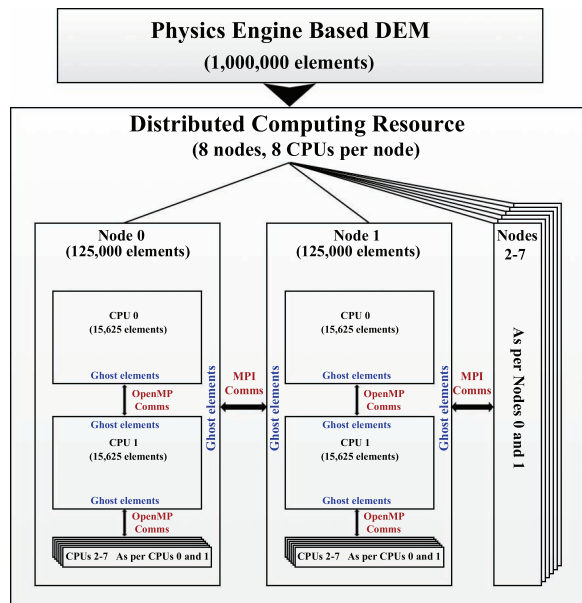 Physics Engine Based DEM
(1,000,000 elements)
Distributed Computing Resource
(8 nodes, 8 CPUs per node)
Node 0
(125,000 elements)
CPU 0
(15,625 elements)
Ghost elements
OpenMP
Comms
Ghost elements
CPU 1
(15,625 elements)
Ghost elements
OpenMP
Comms
CPUs 2-7 As per CPUs 0 and 1
Ghost elements
MPI
Comms
Node 1
(125,000 elements)
Ghost elements
CPU 0
(15,625 elements)
Ghost elements
OpenMP
Comms
Ghost elements
CPU 1
(15,625 elements)
Ghost elements
OpenMP
Comms
CPUs 2-7 As per CPUs 0 and 1
Ghost elements
MPI
Comms
Nodes
2-7
As per Nodes 0 and 1